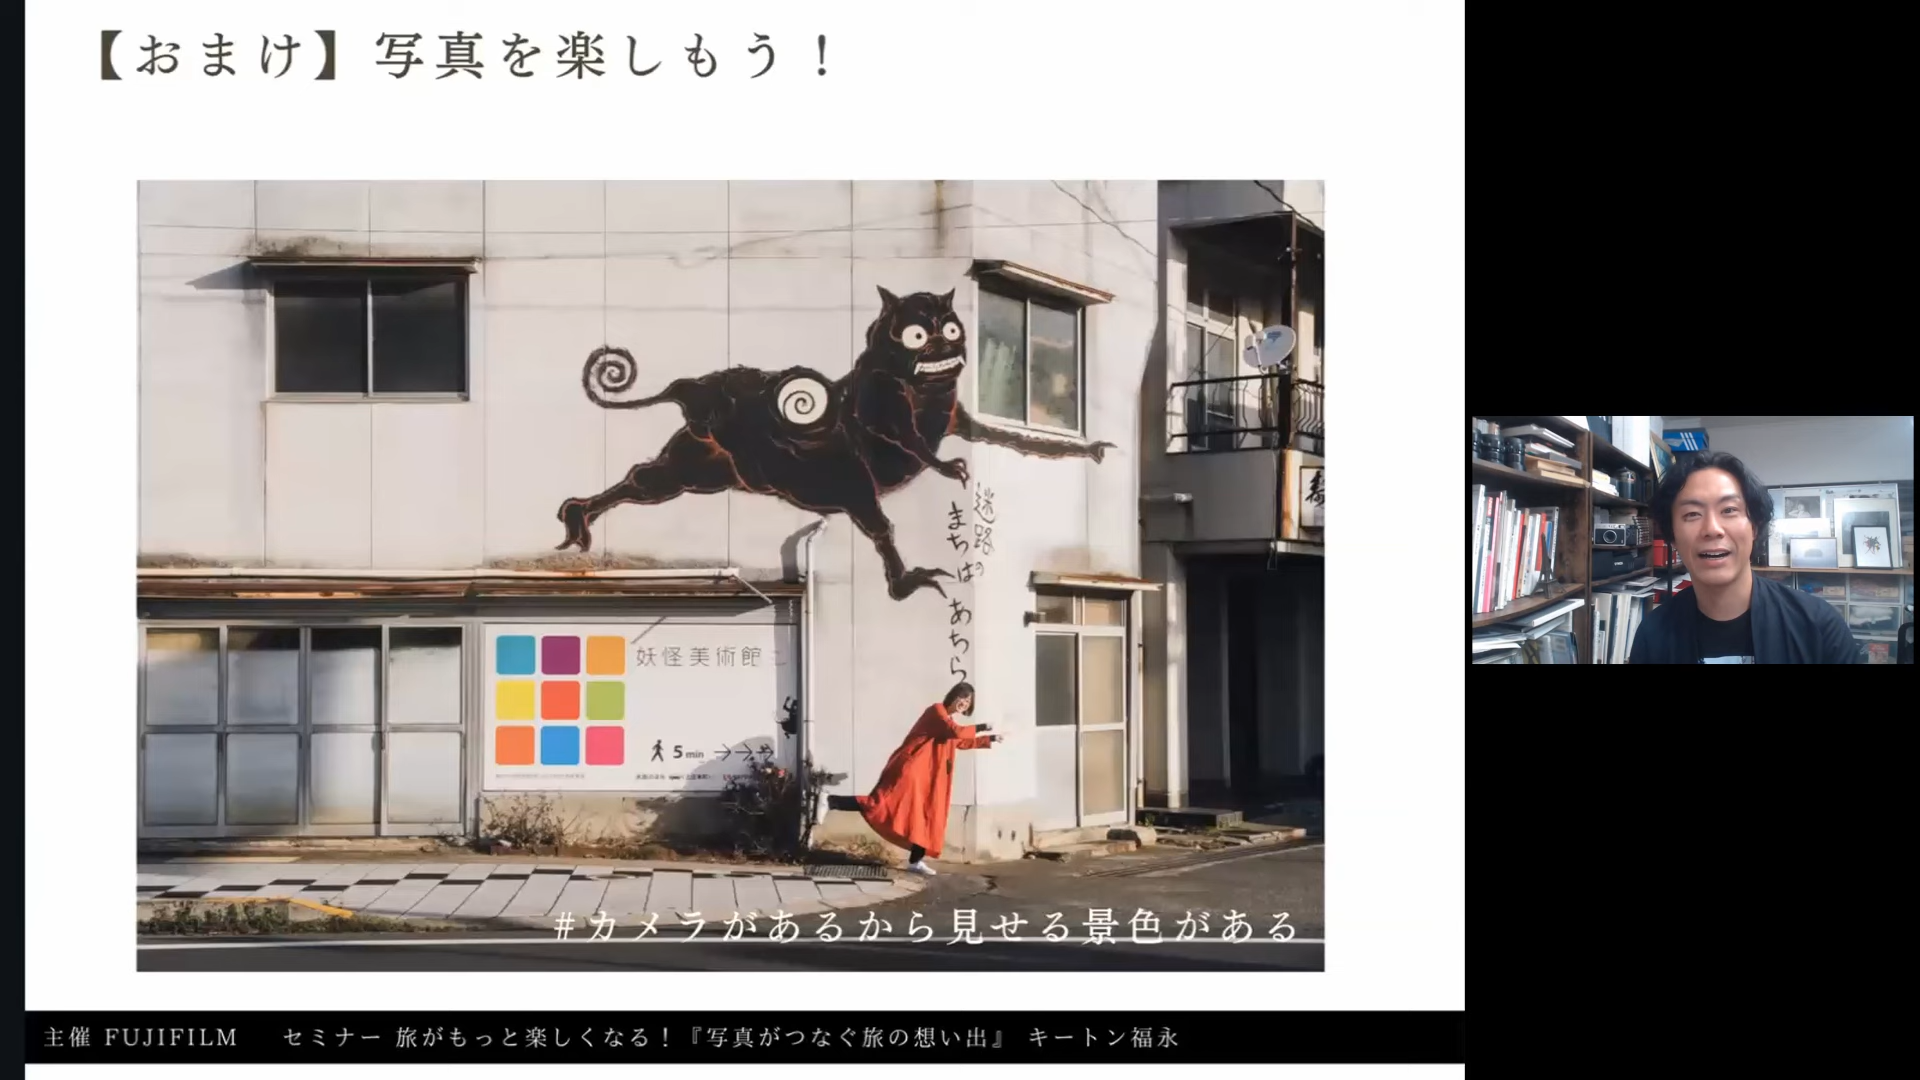 【おまけ】写真を楽しもう！
迷路の
まちは
あちら
妖怪美術館
5 min
#カメラがあるから見せる景色がある
主催 FUJIFILM セミナー 旅がもっと楽しくなる！『写真がつなぐ旅の想い出』 キートン福永